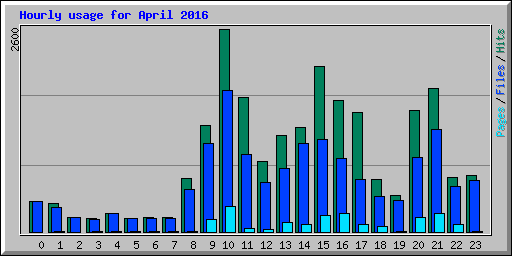 Hourly usage for April 2016
2600
Pages / Files / Hits
0 1 2 3 4 5 6 7 8 9 10 11 12 13 14 15 16 17 18 19 20 21 22 23